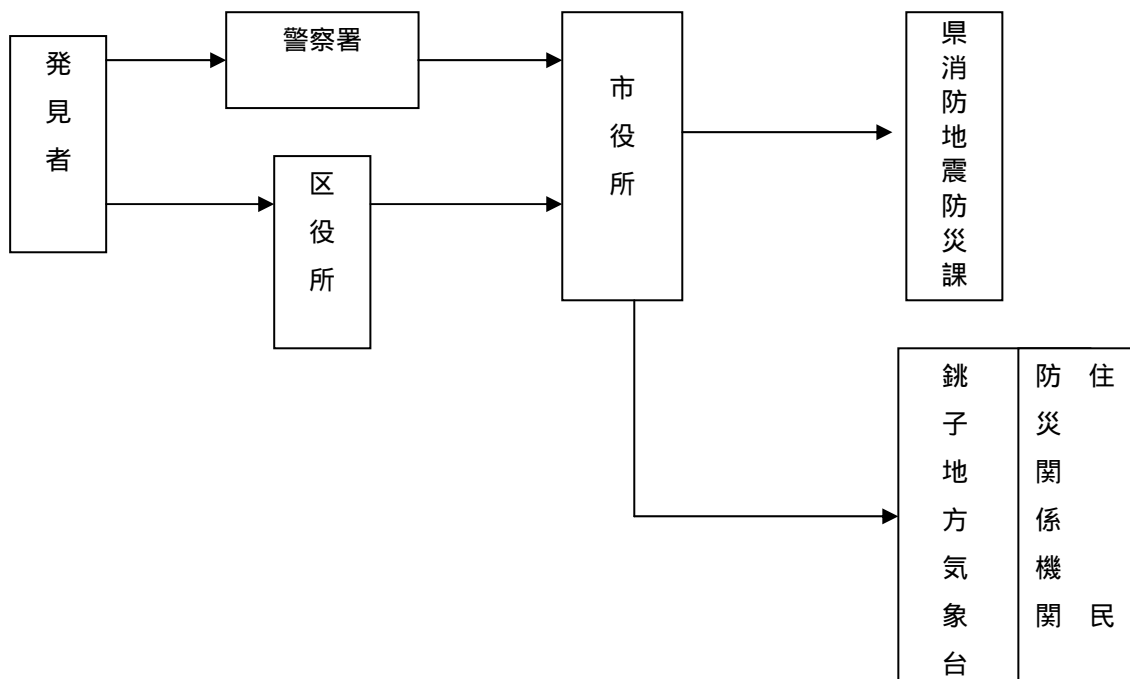 発見者
警察署
区役所
市役所
県消防地震防災課
銚子地方気象台
防災関係機関
住民